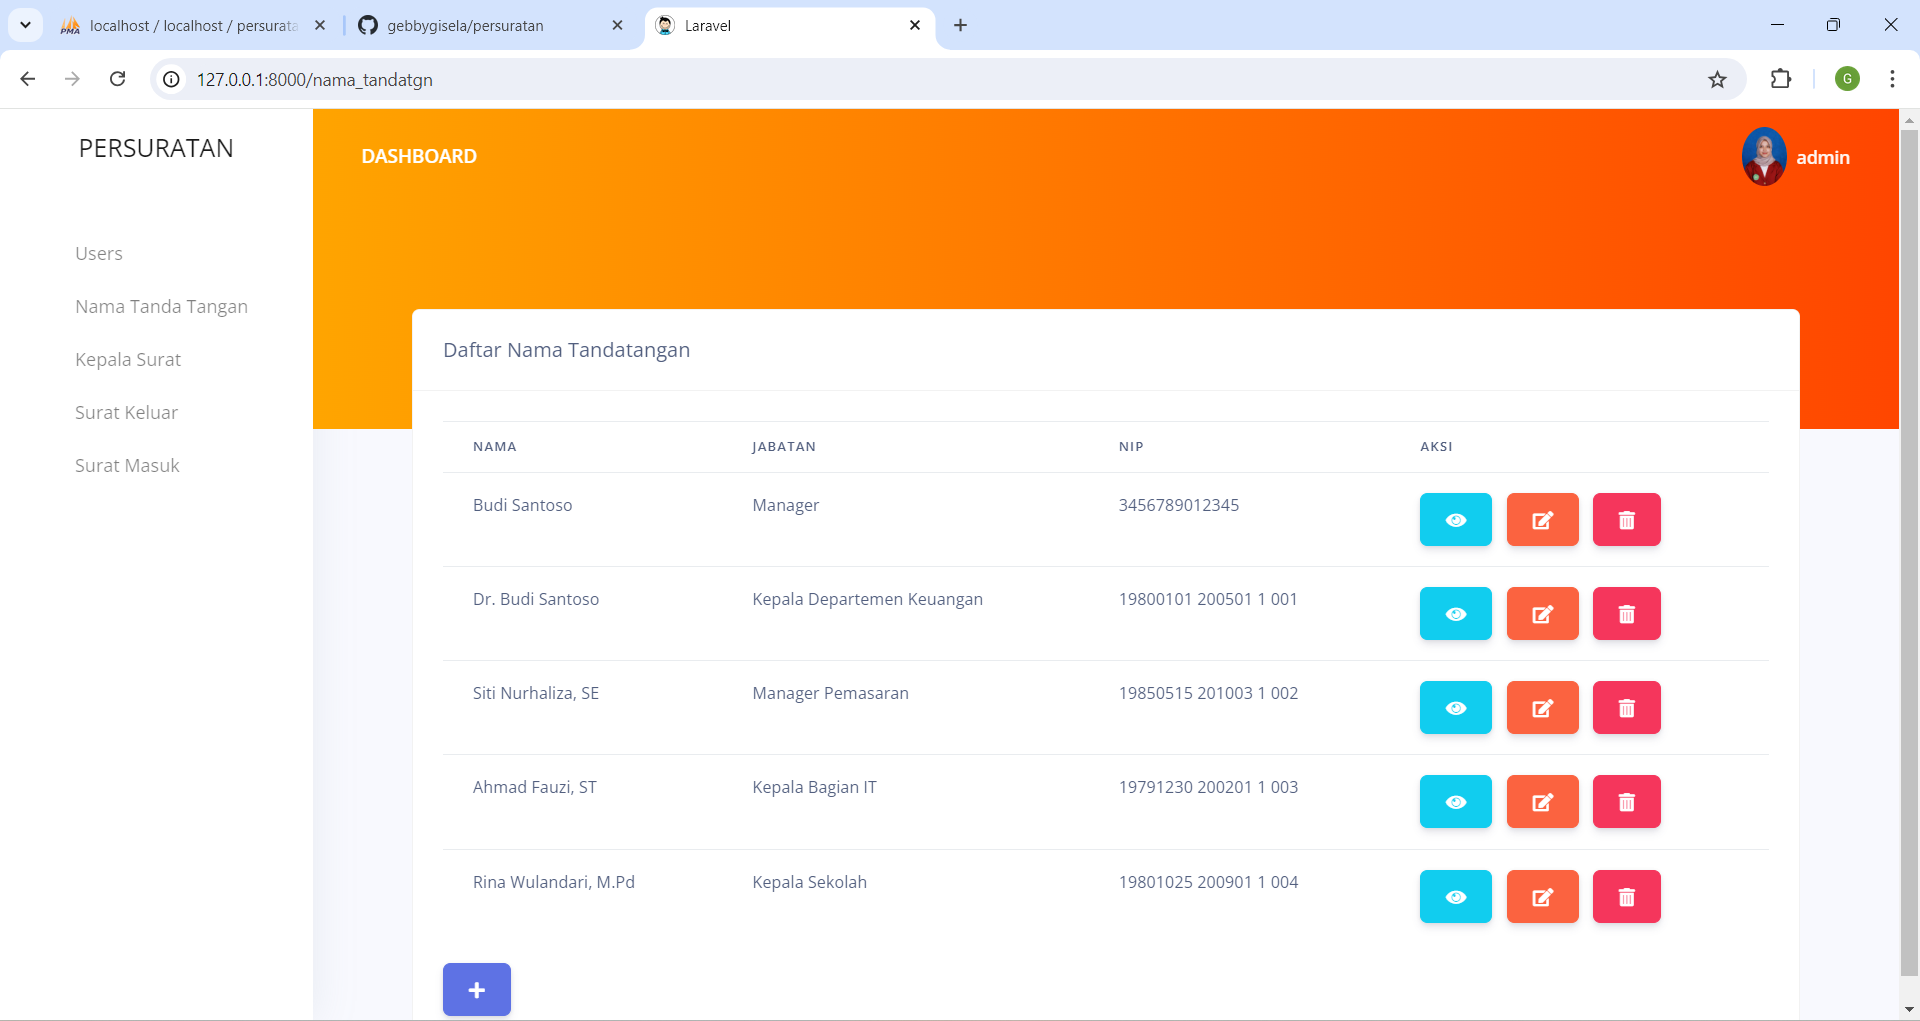 localhost / localhost / persurata
gebbygisela/persuratan
Laravel
127.0.0.1:8000/nama_tandatgn
G
PERSURATAN
DASHBOARD
admin
Users
Nama Tanda Tangan
Kepala Surat
Surat Keluar
Surat Masuk
Daftar Nama Tandatangan
NAMA JABATAN NIP AKSI
Budi Santoso Manager 3456789012345
Dr. Budi Santoso Kepala Departemen Keuangan 19800101 200501 1 001
Siti Nurhaliza, SE Manager Pemasaran 19850515 201003 1 002
Ahmad Fauzi, ST Kepala Bagian IT 19791230 200201 1 003
Rina Wulandari, M.Pd Kepala Sekolah 19801025 200901 1 004